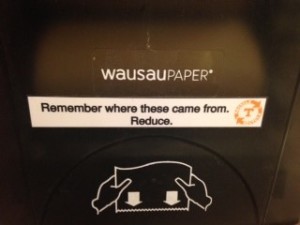 wausauPAPER®
Remember where these came from.
Reduce.
T